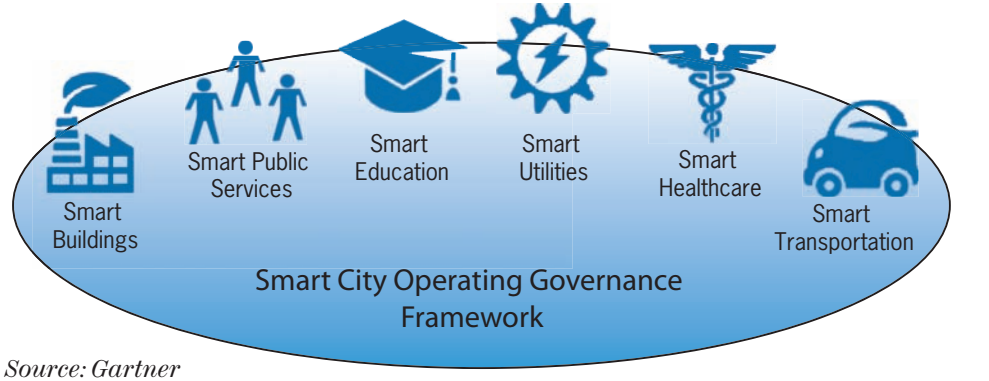 Smart
Buildings
Smart Public
Services
Smart
Education
Smart
Utilities
Smart
Healthcare
Smart
Transportation
Smart City Operating Governance
Framework
Source: Gartner